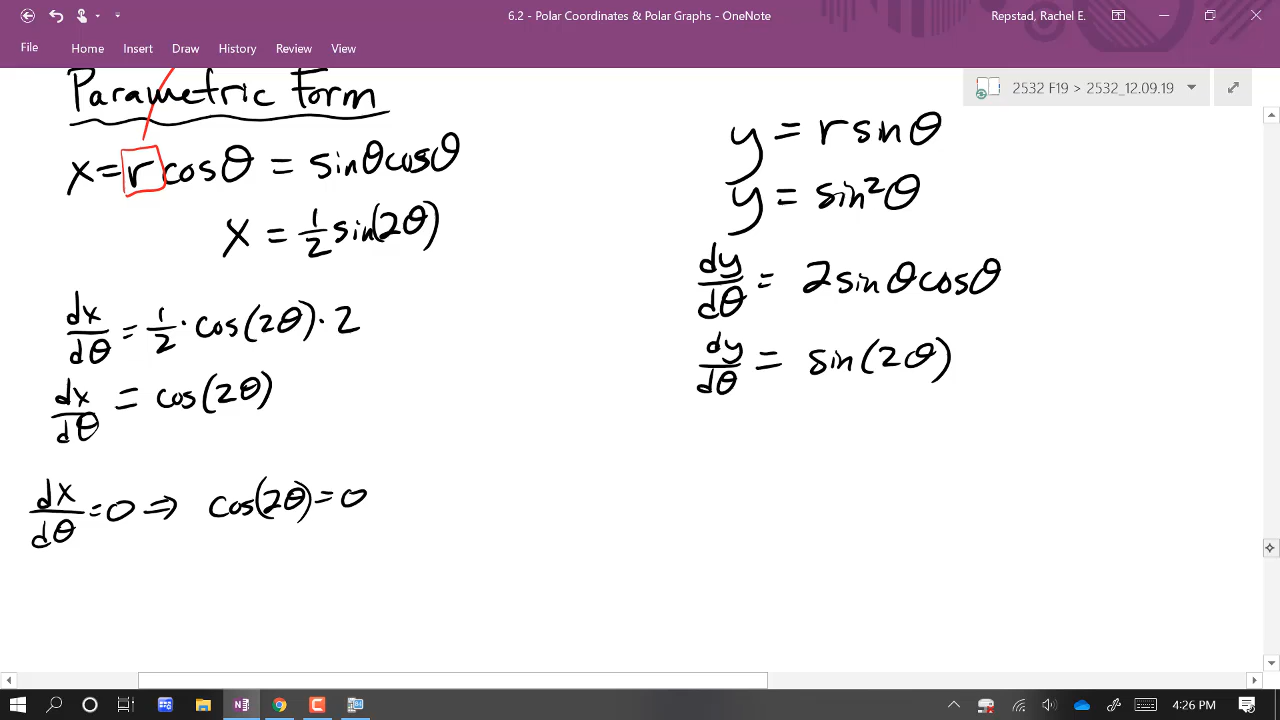 6.2 - Polar Coordinates & Polar Graphs - OneNote
Repstad, Rachel E.
File Home Insert Draw History Review View
2532 F19 > 2532_12.09.19
Parametric Form
x = r cosθ = sinθcosθ
x = 1/2 sin(2θ)
dx/dθ = 1/2 · cos(2θ) · 2
dx/dθ = cos(2θ)
dx/dθ = 0 ⇒ cos(2θ) = 0
y = r sinθ
y = sin²θ
dy/dθ = 2sinθcosθ
dy/dθ = sin(2θ)
4:26 PM